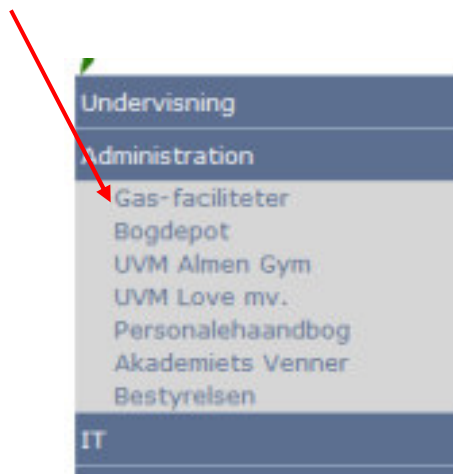 Undervisning
Administration
Gas-faciliteter
Bogdepot
UVM Almen Gym
UVM Love mv.
Personalehaandbog
Akademiets Venner
Bestyrelsen
IT